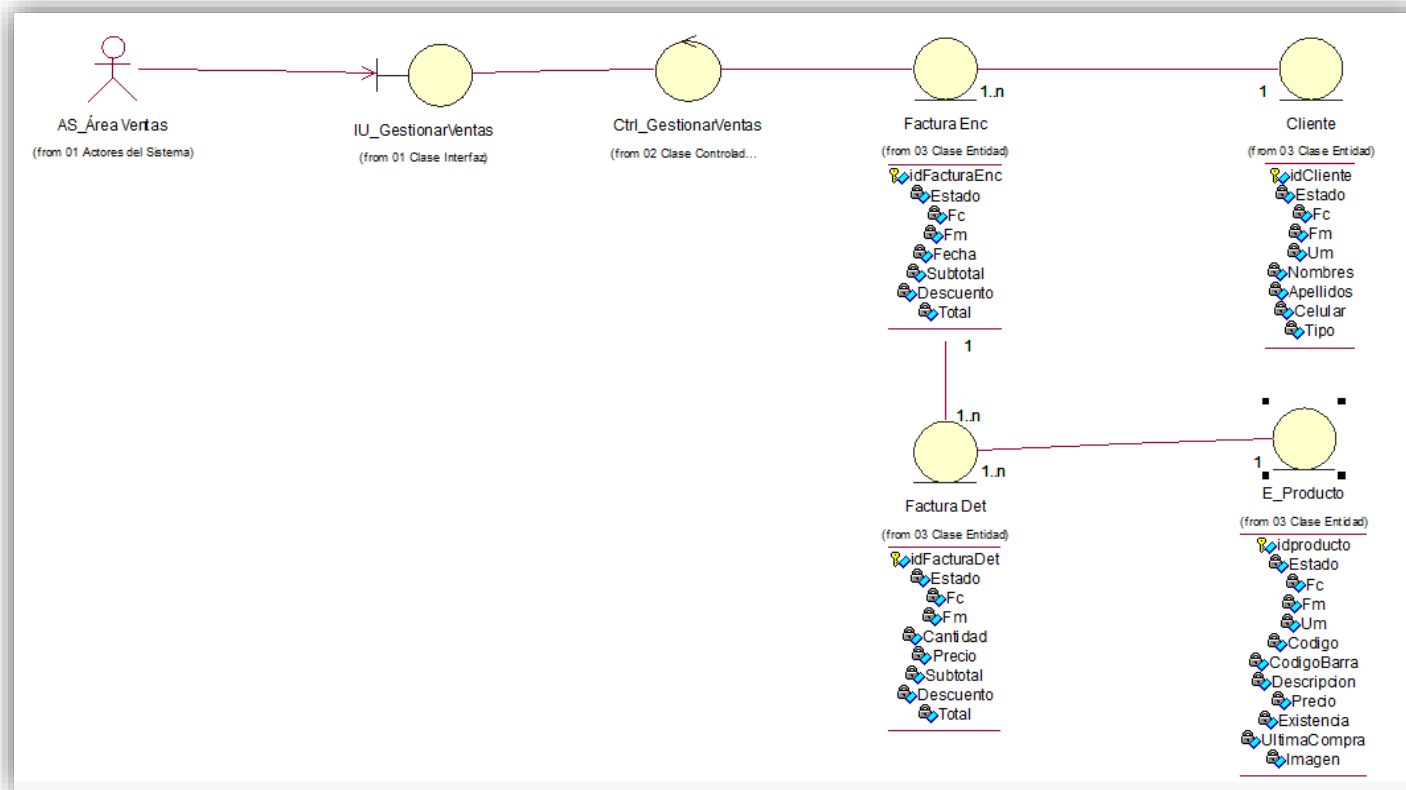 AS_Área Ventas
(from 01 Actores del Sistema)
IU_GestionarVentas
(from 01 Clase Interfaz)
Ctrl_GestionarVentas
(from 02 Clase Controlad...
1..n
Factura Enc
(from 03 Clase Entidad)
idFacturaEnc
Estado
Fc
Fm
Fecha
Subtotal
Descuento
Total
1
1
Cliente
(from 03 Clase Entidad)
idCliente
Estado
Fc
Fm
Um
Nombres
Apellidos
Celular
Tipo
1..n
1..n
Factura Det
(from 03 Clase Entidad)
idFacturaDet
Estado
Fc
Fm
Cantidad
Precio
Subtotal
Descuento
Total
1
E_Producto
(from 03 Clase Entidad)
idproducto
Estado
Fc
Fm
Um
Codigo
CodigoBarra
Descripcion
Precio
Existencia
UltimaCompra
Imagen